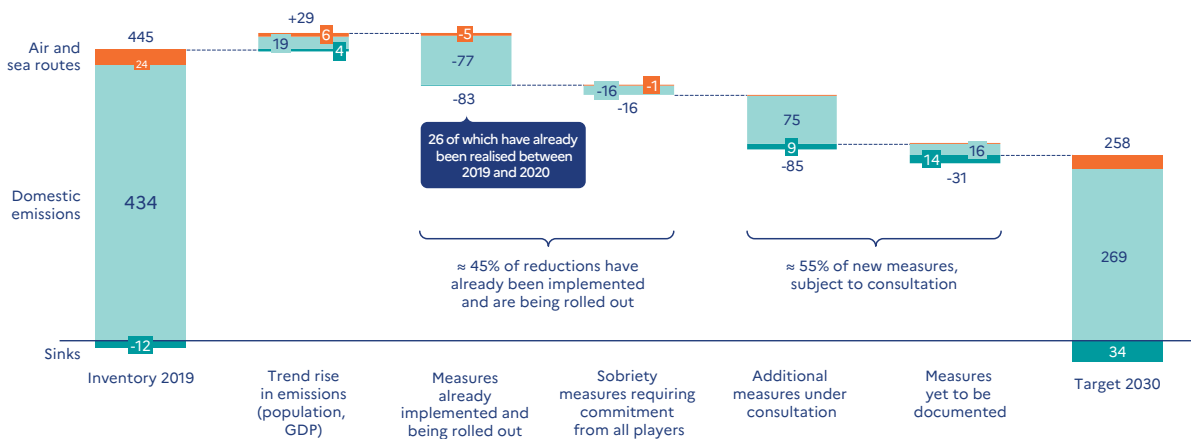 Air and
sea routes
Domestic
emissions
Sinks
445
24
434
-12
+29
6
19
4
-5
-77
-83
26 of which have already
been realised between
2019 and 2020
-1
-16
-16
75
9
-85
16
14
-31
258
269
34
≈ 45% of reductions have
already been implemented
and are being rolled out
≈ 55% of new measures,
subject to consultation
Inventory 2019
Trend rise
in emissions
(population,
GDP)
Measures
already
implemented and
being rolled out
Sobriety
measures requiring
commitment
from all players
Additional
measures under
consultation
Measures
yet to be
documented
Target 2030